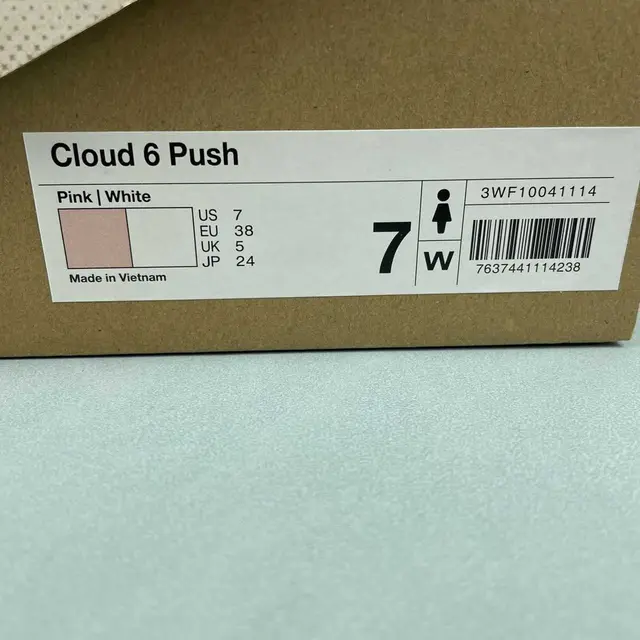 Cloud 6 Push
Pink | White
US 7
EU 38
UK 5
JP 24
Made in Vietnam
7
W
3WF10041114
7637441114238